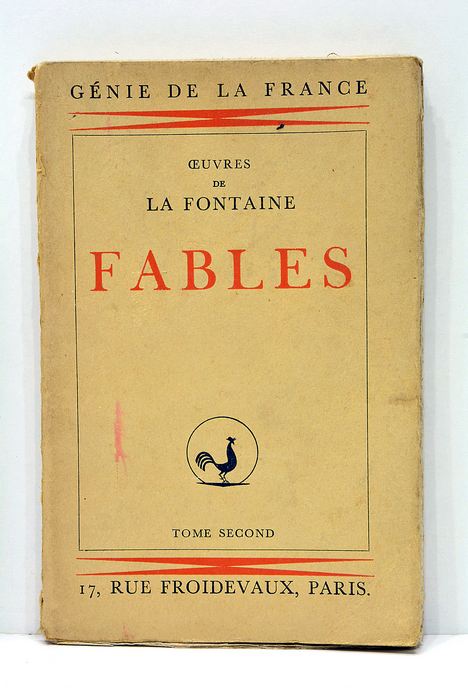 GÉNIE DE LA FRANCE
ŒUVRES
DE
LA FONTAINE
FABLES
TOME SECOND
17, RUE FROIDEVAUX, PARIS.